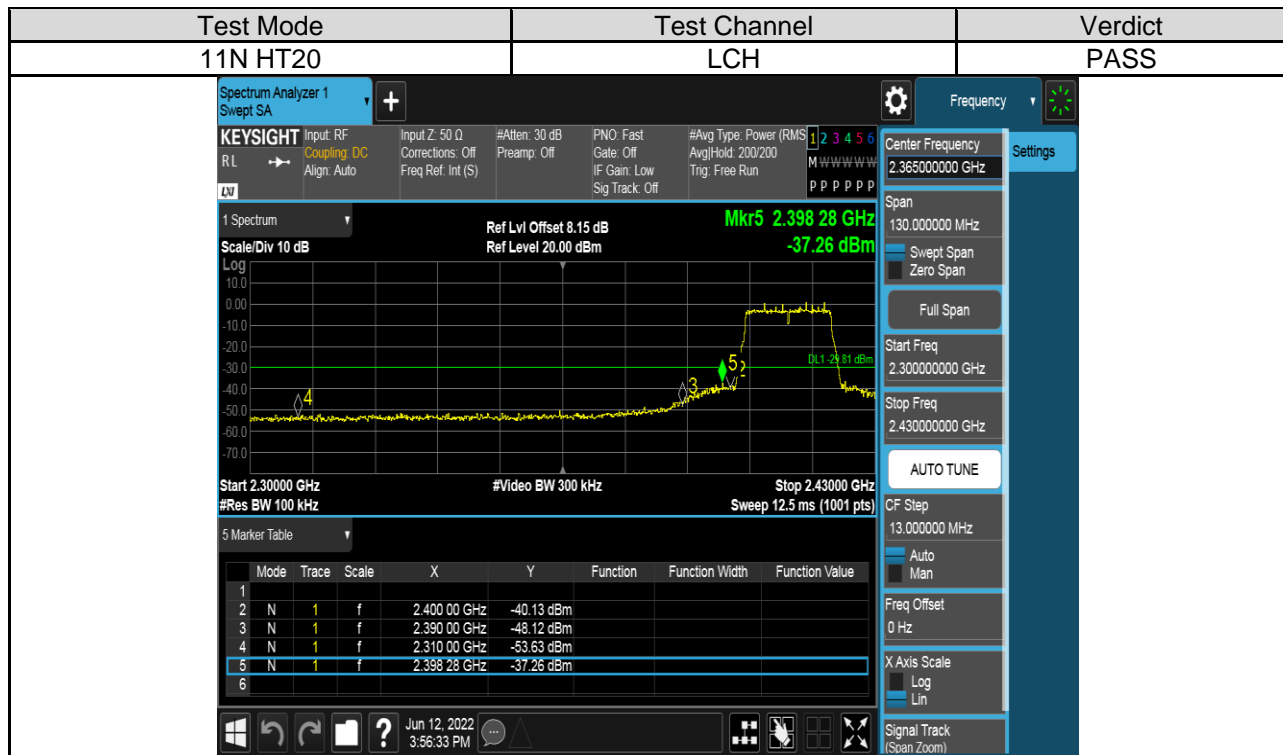 Test Mode Test Channel Verdict
11N HT20 LCH PASS
Spectrum Analyzer 1
Swept SA
+
Frequency
KEYSIGHT Input: RF Input Z: 50 Ω #Atten: 30 dB PNO: Fast #Avg Type: Power (RMS 1 2 3 4 5 6
RL Coupling: DC Corrections: Off Preamp: Off Gate: Off Avg|Hold: 200/200 M W W W W W
Align: Auto Freq Ref: Int (S) IF Gain: Low Trig: Free Run
LXI Sig Track: Off P P P P P P
1 Spectrum
Ref Lvl Offset 8.15 dB Mkr5 2.398 28 GHz
Scale/Div 10 dB Ref Level 20.00 dBm -37.26 dBm
Log
10.0
0.00
-10.0
-20.0
DL1 -29.81 dBm
-30.0
-40.0
-50.0
-60.0
-70.0
4 3 5 2
Start 2.30000 GHz #Video BW 300 kHz Stop 2.43000 GHz
#Res BW 100 kHz Sweep 12.5 ms (1001 pts)
5 Marker Table
Mode Trace Scale X Y Function Function Width Function Value
1
2 N 1 f 2.400 00 GHz -40.13 dBm
3 N 1 f 2.390 00 GHz -48.12 dBm
4 N 1 f 2.310 00 GHz -53.63 dBm
5 N 1 f 2.398 28 GHz -37.26 dBm
6
? Jun 12, 2022
3:56:33 PM
Center Frequency
2.365000000 GHz
Settings
Span
130.000000 MHz
Swept Span
Zero Span
Full Span
Start Freq
2.300000000 GHz
Stop Freq
2.430000000 GHz
AUTO TUNE
CF Step
13.000000 MHz
Auto
Man
Freq Offset
0 Hz
X Axis Scale
Log
Lin
Signal Track
(Span Zoom)